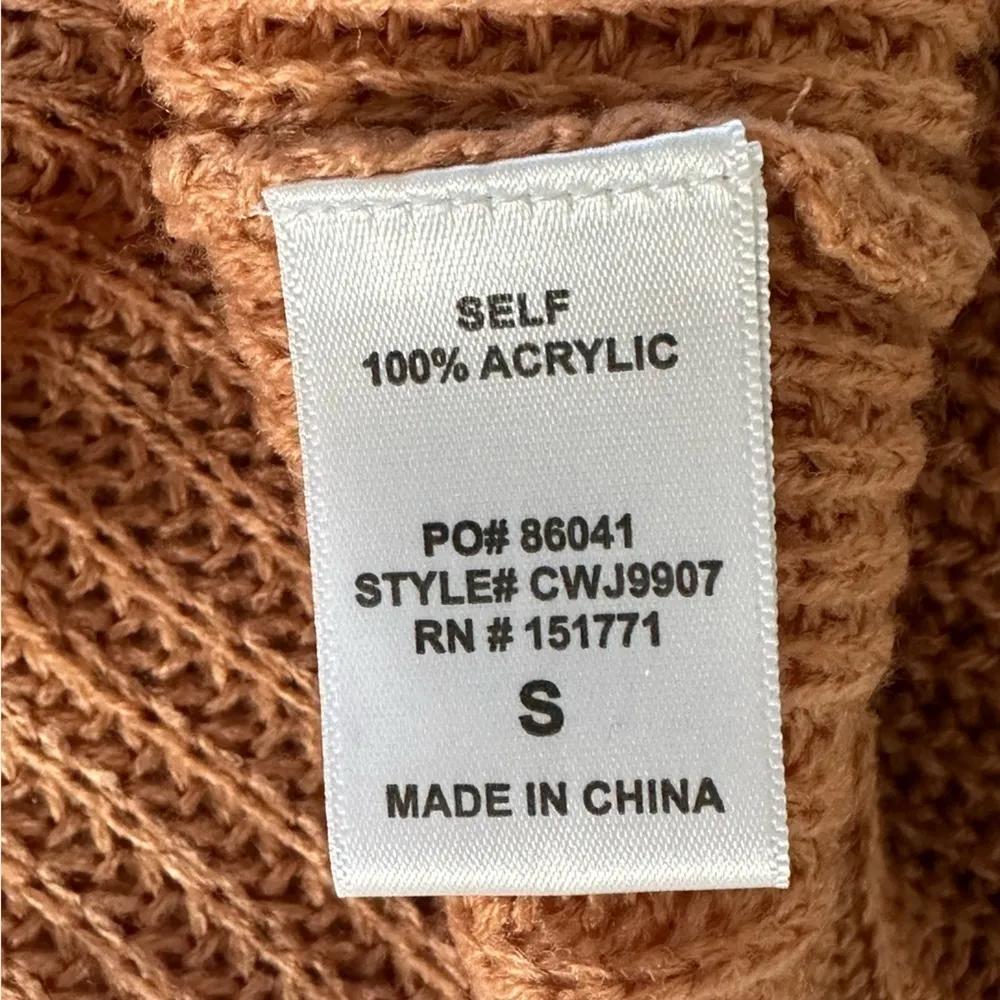 SELF
100% ACRYLIC
PO# 86041
STYLE# CWJ9907
RN # 151771
S
MADE IN CHINA